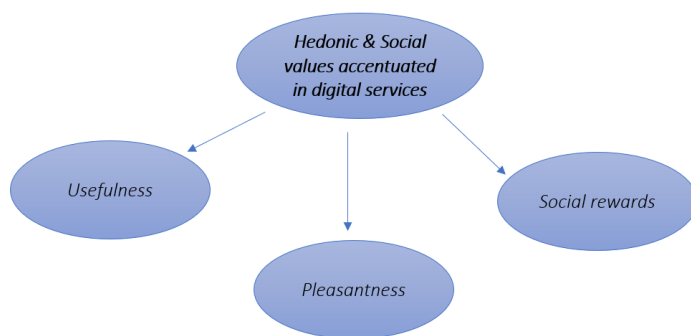 Hedonic & Social
values accentuated
in digital services
Usefulness
Social rewards
Pleasantness